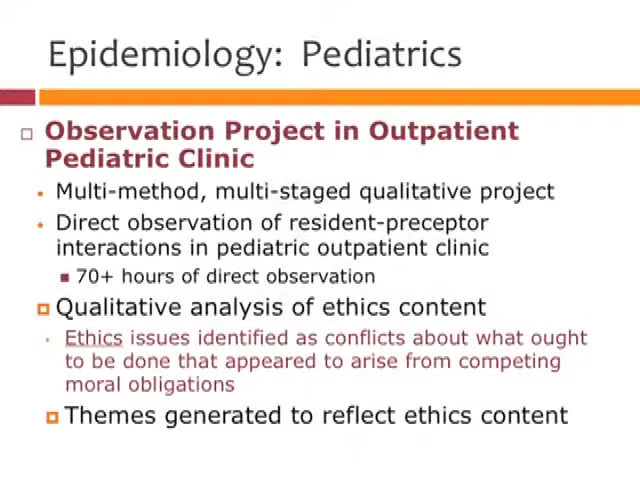 Epidemiology: Pediatrics
Observation Project in Outpatient
Pediatric Clinic
Multi-method, multi-staged qualitative project
Direct observation of resident-preceptor
interactions in pediatric outpatient clinic
70+ hours of direct observation
Qualitative analysis of ethics content
Ethics issues identified as conflicts about what ought
to be done that appeared to arise from competing
moral obligations
Themes generated to reflect ethics content